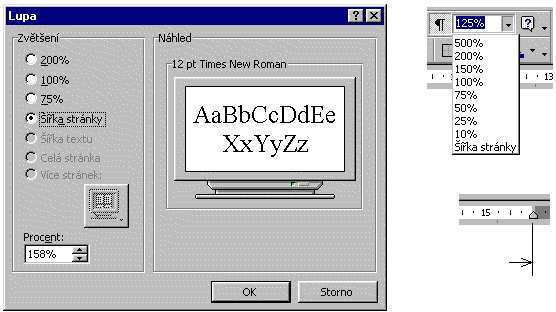 Lupa
Zvětšení
200%
100%
75%
Šířka stránky
Šířka textu
Celá stránka
Více stránek:
Procent:
158%
Náhled
12 pt Times New Roman
AaBbCcDdEe
XxYyZz
OK
Storno
¶ 125%
500%
200%
150%
100%
75%
50%
25%
10%
Šířka stránky
1
13
15